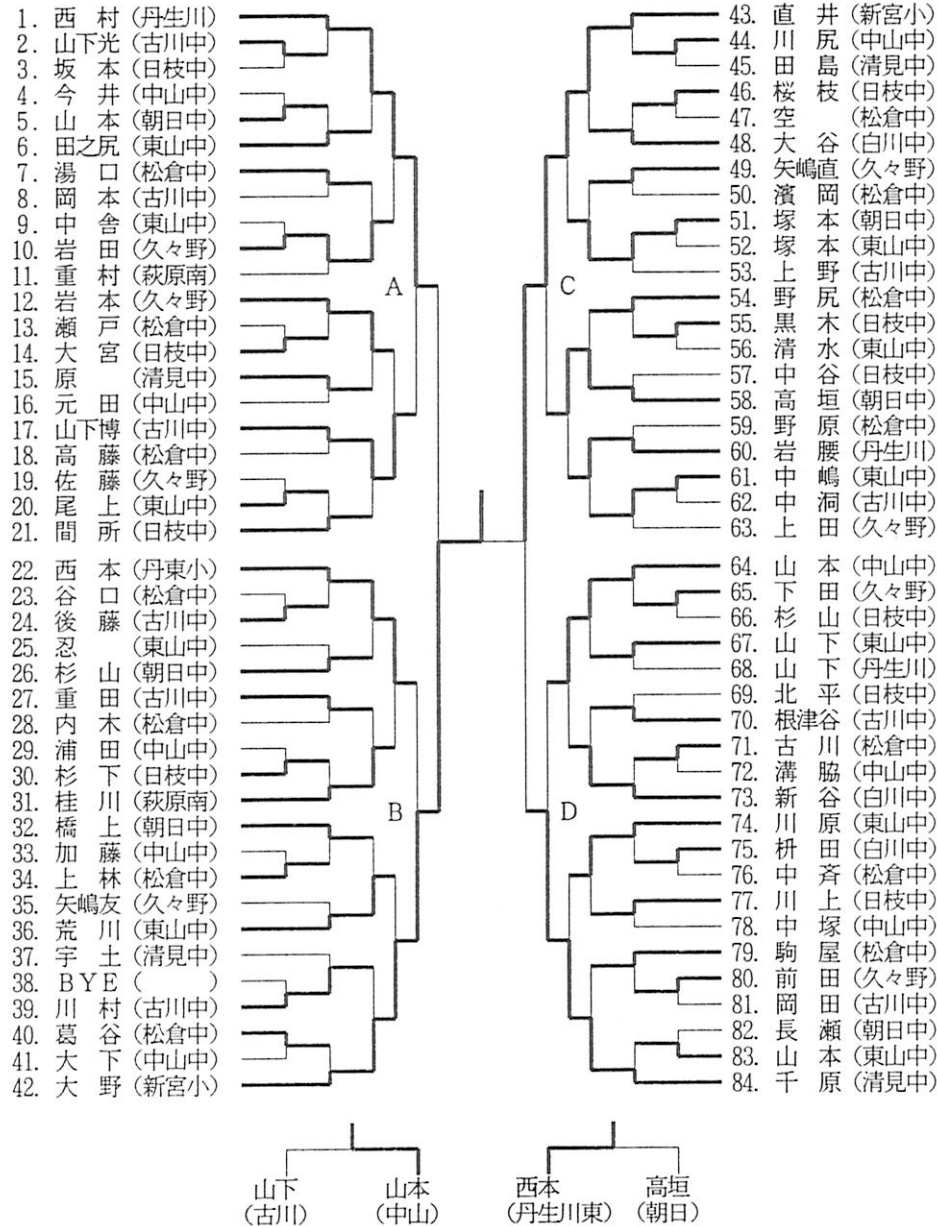 1. 西村 (丹生川)
2. 山下光 (古川中)
3. 坂本 (日枝中)
4. 今井 (中山中)
5. 山本 (朝日中)
6. 田之尻 (東山中)
7. 湯口 (松倉中)
8. 岡本 (古川中)
9. 中舎 (東山中)
10. 岩田 (久々野)
11. 重村 (萩原南)
12. 岩本 (久々野)
13. 瀬戸 (松倉中)
14. 大宮 (日枝中)
15. 原 (清見中)
16. 元田 (中山中)
17. 山下博 (古川中)
18. 高藤 (松倉中)
19. 佐藤 (久々野)
20. 尾上 (東山中)
21. 間所 (日枝中)
22. 西本 (丹東小)
23. 谷口 (松倉中)
24. 後藤 (古川中)
25. 忍 (東山中)
26. 杉山 (朝日中)
27. 重田 (古川中)
28. 内木 (松倉中)
29. 浦田 (中山中)
30. 杉下 (日枝中)
31. 桂川 (萩原南)
32. 橋上 (朝日中)
33. 加藤 (中山中)
34. 上林 (松倉中)
35. 矢嶋友 (久々野)
36. 荒川 (東山中)
37. 宇土 (清見中)
38. BYE ( )
39. 川村 (古川中)
40. 葛谷 (松倉中)
41. 大下 (中山中)
42. 大野 (新宮小)
A
B
C
D
43. 直井 (新宮小)
44. 川尻 (中山中)
45. 田島 (清見中)
46. 桜枝 (日枝中)
47. 空 (松倉中)
48. 大谷 (白川中)
49. 矢嶋直 (久々野)
50. 濱岡 (松倉中)
51. 塚本 (朝日中)
52. 塚本 (東山中)
53. 上野 (古川中)
54. 野尻 (松倉中)
55. 黒木 (日枝中)
56. 清水 (東山中)
57. 中谷 (日枝中)
58. 高垣 (朝日中)
59. 野原 (松倉中)
60. 岩腰 (丹生川)
61. 中嶋 (東山中)
62. 中洞 (古川中)
63. 上田 (久々野)
64. 山本 (中山中)
65. 下田 (久々野)
66. 杉山 (日枝中)
67. 山下 (東山中)
68. 山下 (丹生川)
69. 北平 (日枝中)
70. 根津谷 (古川中)
71. 古川 (松倉中)
72. 溝脇 (中山中)
73. 新谷 (白川中)
74. 川原 (東山中)
75. 枡田 (白川中)
76. 中斉 (松倉中)
77. 川上 (日枝中)
78. 中塚 (中山中)
79. 駒屋 (松倉中)
80. 前田 (久々野)
81. 岡田 (古川中)
82. 長瀬 (朝日中)
83. 山本 (東山中)
84. 千原 (清見中)
山下 山本 西本 高垣
(古川) (中山) (丹生川東) (朝日)